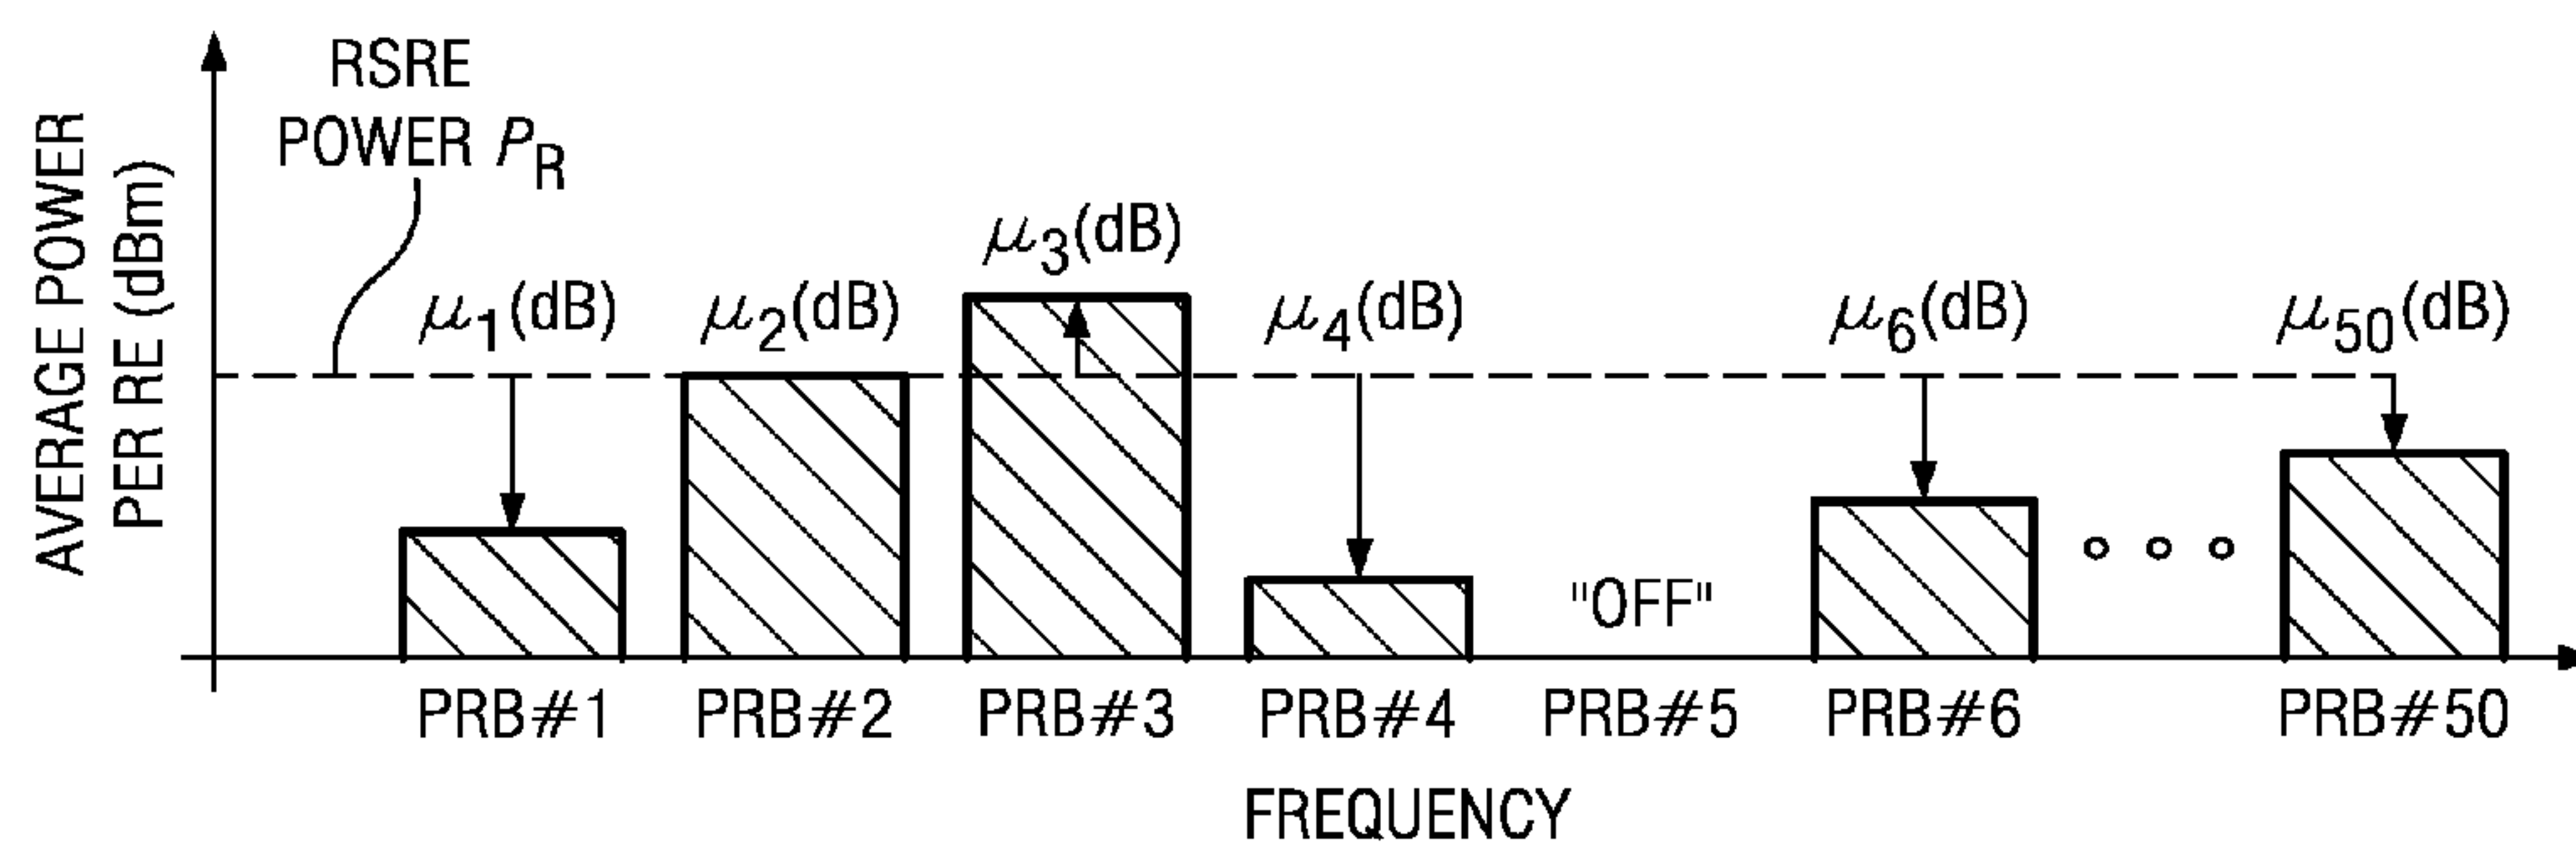 RSRE
POWER PR
AVERAGE POWER
PER RE (dBm)
μ1(dB)
μ2(dB)
μ3(dB)
μ4(dB)
μ6(dB)
μ50(dB)
"OFF"
PRB#1
PRB#2
PRB#3
PRB#4
PRB#5
PRB#6
PRB#50
FREQUENCY